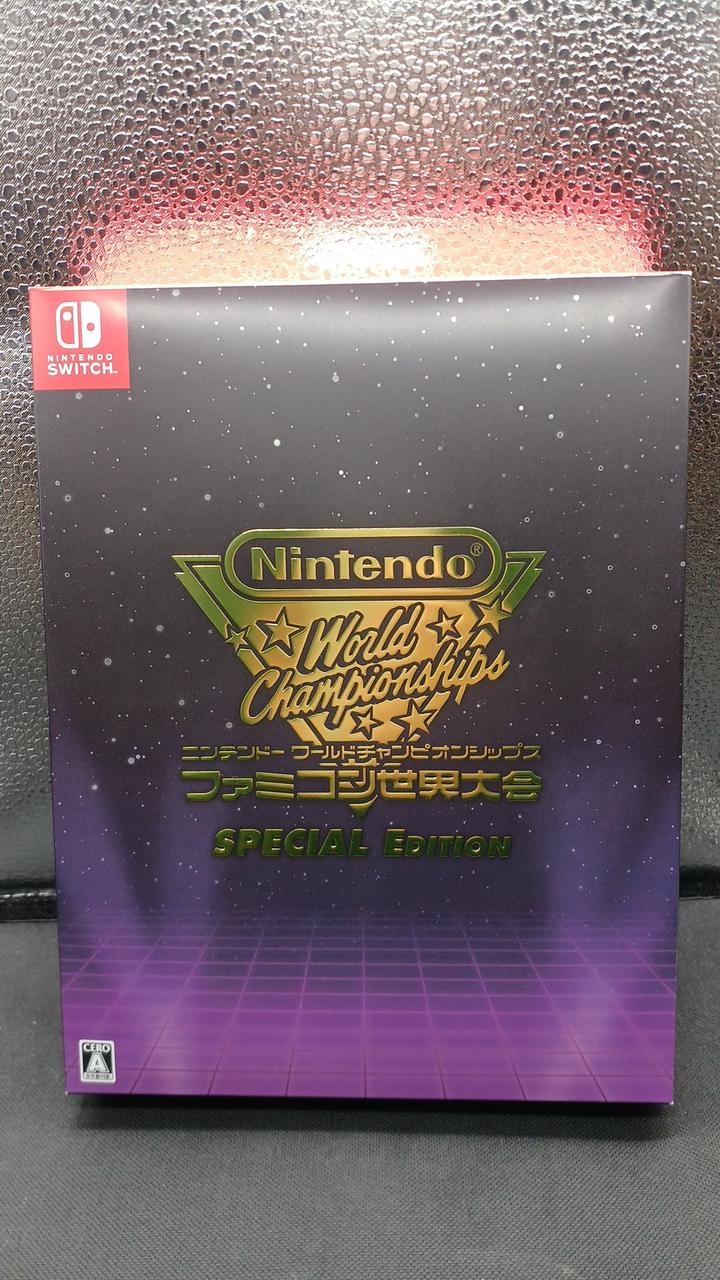 NINTENDO
SWITCH™
Nintendo®
World
Championships
ニンテンドー ワールドチャンピオンシップス
ファミコン世界大会
SPECIAL EDITION
CERO
A